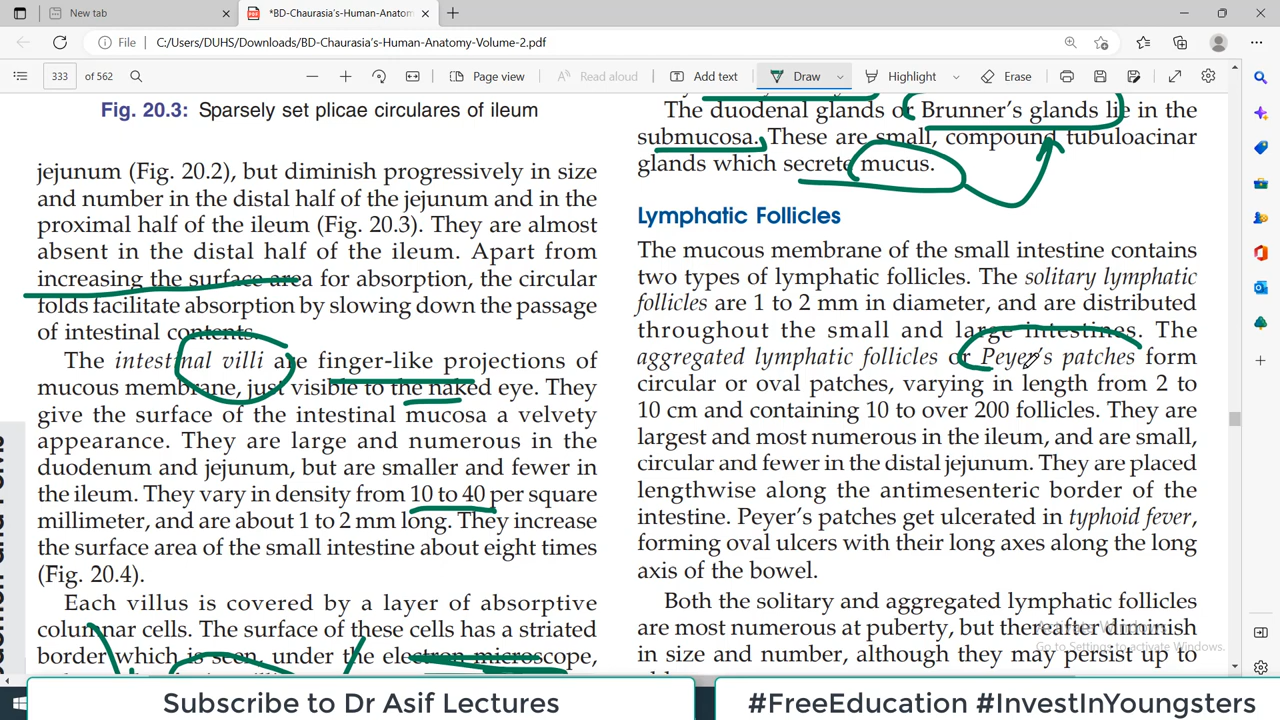 New tab
*BD-Chaurasia's-Human-Anatom
File
C:/Users/DUHS/Downloads/BD-Chaurasia's-Human-Anatomy-Volume-2.pdf
333
of 562
Page view
Read aloud
Add text
Draw
Highlight
Erase
Fig. 20.3: Sparsely set plicae circulares of ileum
jejunum (Fig. 20.2), but diminish progressively in size
and number in the distal half of the jejunum and in the
proximal half of the ileum (Fig. 20.3). They are almost
absent in the distal half of the ileum. Apart from
increasing the surface area for absorption, the circular
folds facilitate absorption by slowing down the passage
of intestinal contents.
The intestinal villi are finger-like projections of
mucous membrane, just visible to the naked eye. They
give the surface of the intestinal mucosa a velvety
appearance. They are large and numerous in the
duodenum and jejunum, but are smaller and fewer in
the ileum. They vary in density from 10 to 40 per square
millimeter, and are about 1 to 2 mm long. They increase
the surface area of the small intestine about eight times
(Fig. 20.4).
Each villus is covered by a layer of absorptive
columnar cells. The surface of these cells has a striated
border which is seen, under the electron microscope,
The duodenal glands or Brunner's glands lie in the
submucosa. These are small, compound tubuloacinar
glands which secrete mucus.
Lymphatic Follicles
The mucous membrane of the small intestine contains
two types of lymphatic follicles. The solitary lymphatic
follicles are 1 to 2 mm in diameter, and are distributed
throughout the small and large intestines. The
aggregated lymphatic follicles or Peyer's patches form
circular or oval patches, varying in length from 2 to
10 cm and containing 10 to over 200 follicles. They are
largest and most numerous in the ileum, and are small,
circular and fewer in the distal jejunum. They are placed
lengthwise along the antimesenteric border of the
intestine. Peyer's patches get ulcerated in typhoid fever,
forming oval ulcers with their long axes along the long
axis of the bowel.
Both the solitary and aggregated lymphatic follicles
are most numerous at puberty, but thereafter diminish
in size and number, although they may persist up to
Activate Windows
Go to Settings to activate Windows.
Subscribe to Dr Asif Lectures
#FreeEducation #InvestInYoungsters